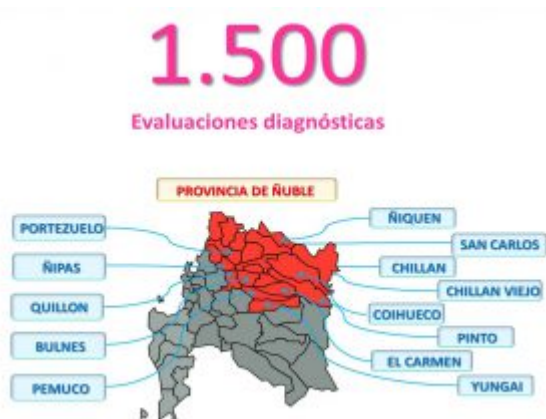 1.500
Evaluaciones diagnósticas
PROVINCIA DE ÑUBLE
PORTEZUELO
ÑIPAS
QUILLON
BULNES
PEMUCO
ÑIQUEN
SAN CARLOS
CHILLAN
CHILLAN VIEJO
COIHUECO
PINTO
EL CARMEN
YUNGAI